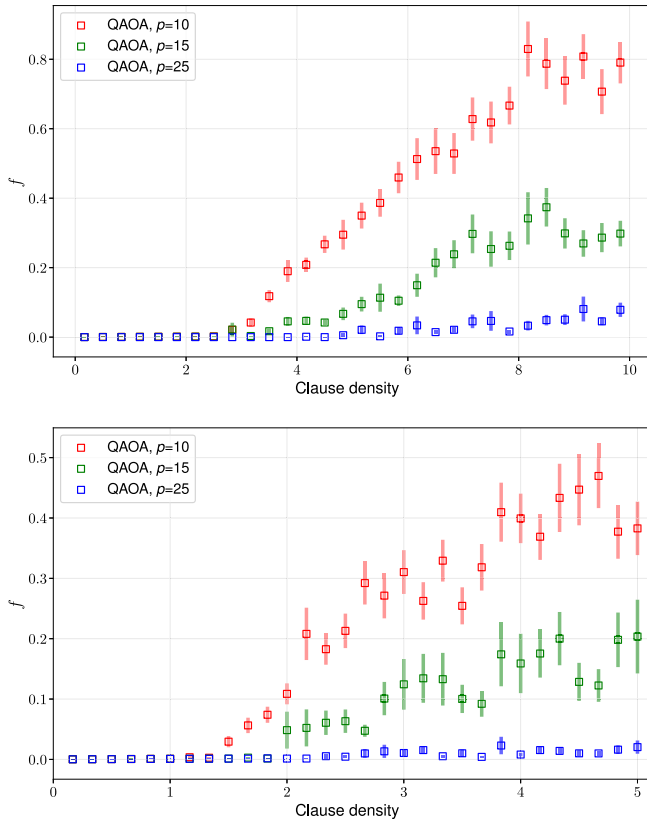 QAOA, p=10
QAOA, p=15
QAOA, p=25
0.8
0.6
0.4
0.2
0.0
f
0 2 4 6 8 10
Clause density
QAOA, p=10
QAOA, p=15
QAOA, p=25
0.5
0.4
0.3
0.2
0.1
0.0
f
0 1 2 3 4 5
Clause density